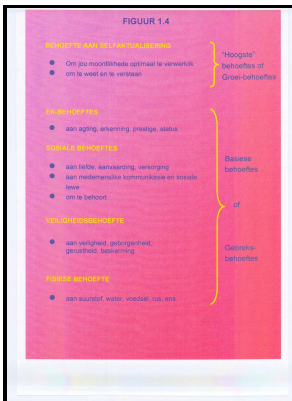 FIGUUR 1.4
BEHOEFTE AAN SELFAKTUALISERING
Om jou moontlikhede optimaal te verwerklik
om te weet en te verstaan
"Hoogste"
behoeftes of
Groei-behoeftes
EK-BEHOEFTES
aan agting, erkenning, prestige, status
SOSIALE BEHOEFTES
aan liefde, aanvaarding, versorging
aan medemenslike kommunikasie en sosiale
lewe
om te behoort
VEILIGHEIDSBEHOEFTE
aan veiligheid, geborgenheid,
gerustheid, beskerming
FISIESE BEHOEFTE
aan suurstof, water, voedsel, rus, ens
Basiese
behoeftes
of
Gebreks-
behoeftes